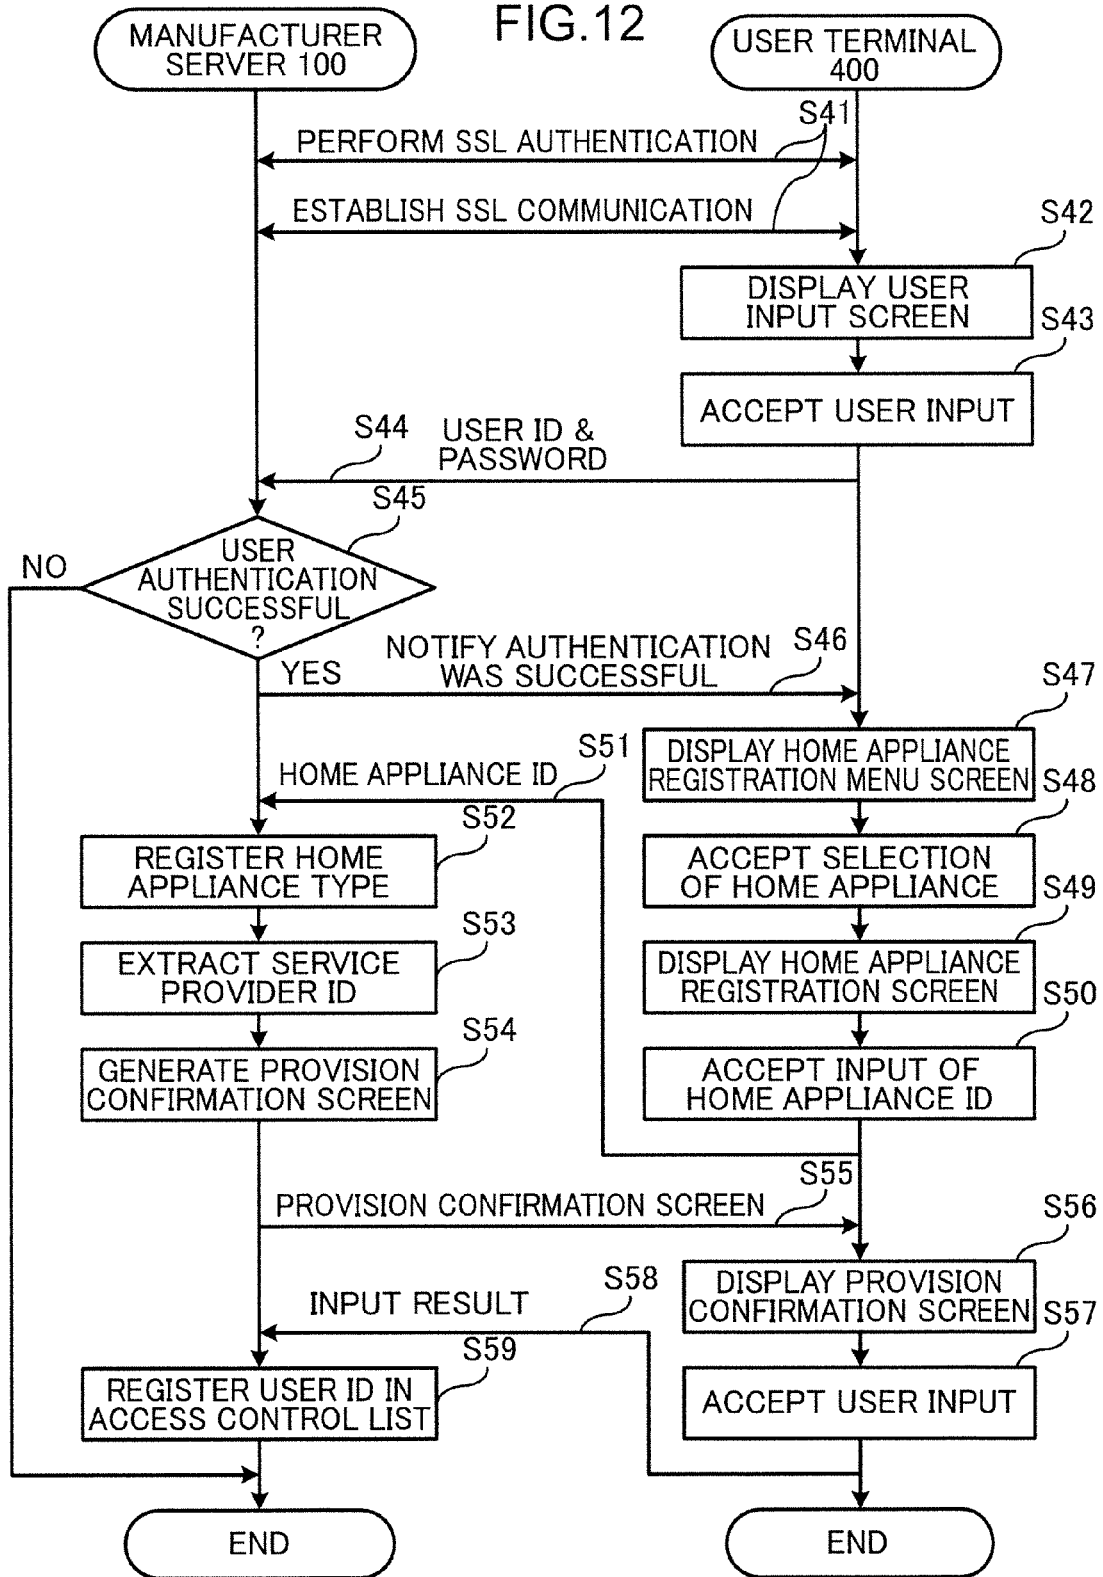 FIG.12
MANUFACTURER
SERVER 100
USER TERMINAL
400
S41
PERFORM SSL AUTHENTICATION
ESTABLISH SSL COMMUNICATION
S42
DISPLAY USER
INPUT SCREEN
S43
ACCEPT USER INPUT
S44
USER ID &
PASSWORD
S45
USER
AUTHENTICATION
SUCCESSFUL
?
NO
YES
NOTIFY AUTHENTICATION
WAS SUCCESSFUL
S46
S47
DISPLAY HOME APPLIANCE
REGISTRATION MENU SCREEN
S48
ACCEPT SELECTION
OF HOME APPLIANCE
S49
DISPLAY HOME APPLIANCE
REGISTRATION SCREEN
S50
ACCEPT INPUT OF
HOME APPLIANCE ID
S51
HOME APPLIANCE ID
S52
REGISTER HOME
APPLIANCE TYPE
S53
EXTRACT SERVICE
PROVIDER ID
S54
GENERATE PROVISION
CONFIRMATION SCREEN
S55
PROVISION CONFIRMATION SCREEN
S56
DISPLAY PROVISION
CONFIRMATION SCREEN
S57
ACCEPT USER INPUT
S58
INPUT RESULT
S59
REGISTER USER ID IN
ACCESS CONTROL LIST
END
END